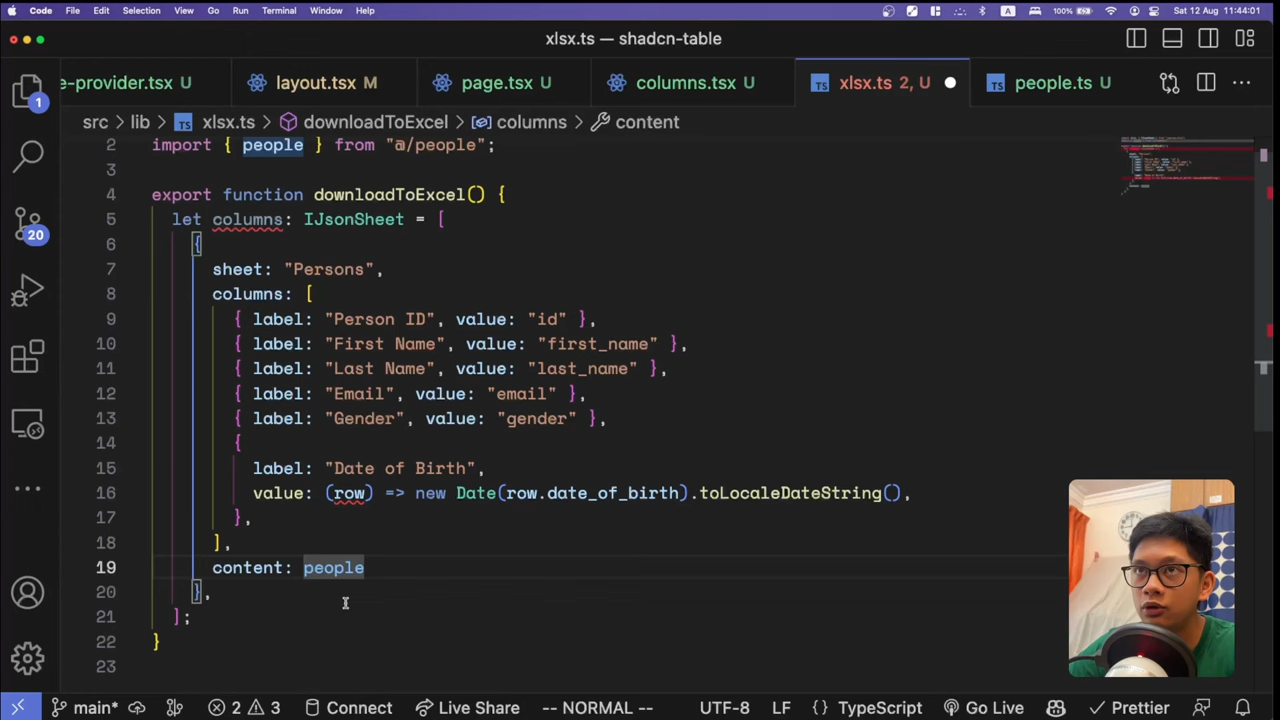 Code File Edit Selection View Go Run Terminal Window Help A 100% Sat 12 Aug 11:44:01
xlsx.ts — shadcn-table
e-provider.tsx U layout.tsx M page.tsx U columns.tsx U TS xlsx.ts 2, U TS people.ts U
src › lib › TS xlsx.ts › downloadToExcel › columns › content
2 import { people } from "@/people";
3
4 export function downloadToExcel() {
5 let columns: IJsonSheet = [
6 {
7 sheet: "Persons",
8 columns: [
9 { label: "Person ID", value: "id" },
10 { label: "First Name", value: "first_name" },
11 { label: "Last Name", value: "last_name" },
12 { label: "Email", value: "email" },
13 { label: "Gender", value: "gender" },
14 {
15 label: "Date of Birth",
16 value: (row) => new Date(row.date_of_birth).toLocaleDateString(),
17 },
18 ],
19 content: people
20 },
21 ];
22 }
23
1
20
main* 2 3 Connect Live Share -- NORMAL -- UTF-8 LF {} TypeScript Go Live Prettier